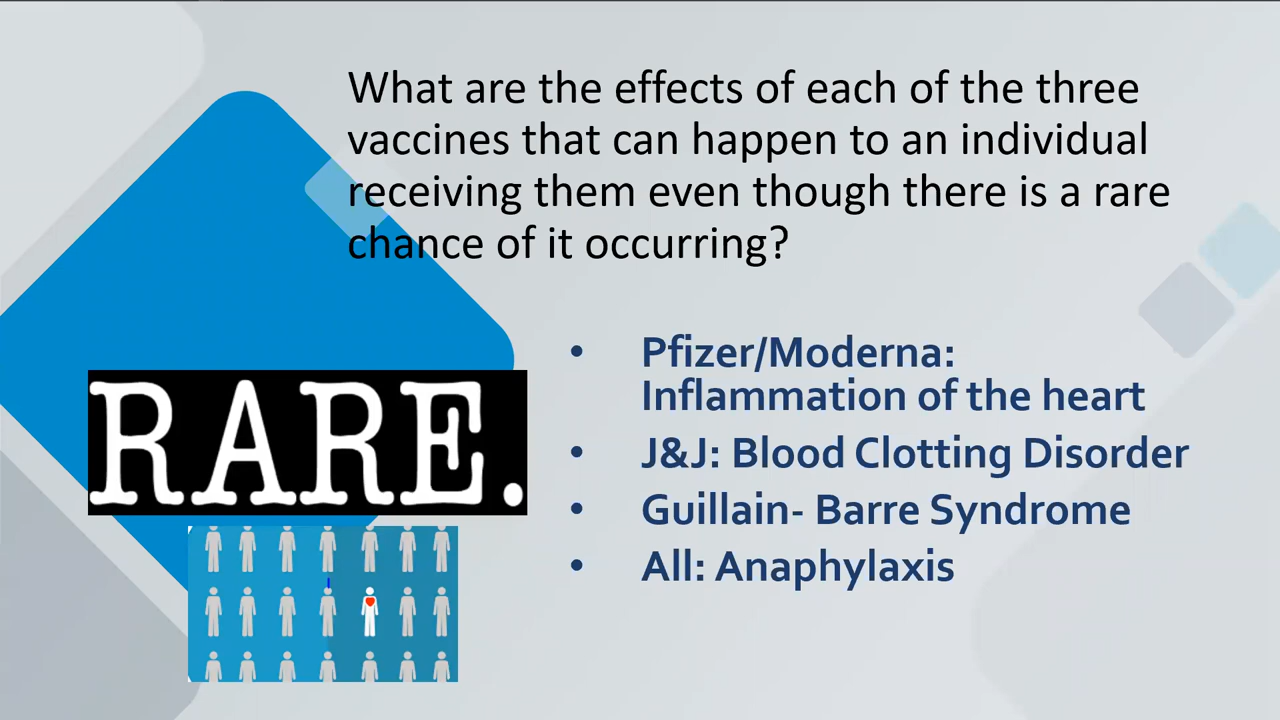 What are the effects of each of the three
vaccines that can happen to an individual
receiving them even though there is a rare
chance of it occurring?
RARE.
• Pfizer/Moderna:
Inflammation of the heart
• J&J: Blood Clotting Disorder
• Guillain- Barre Syndrome
• All: Anaphylaxis